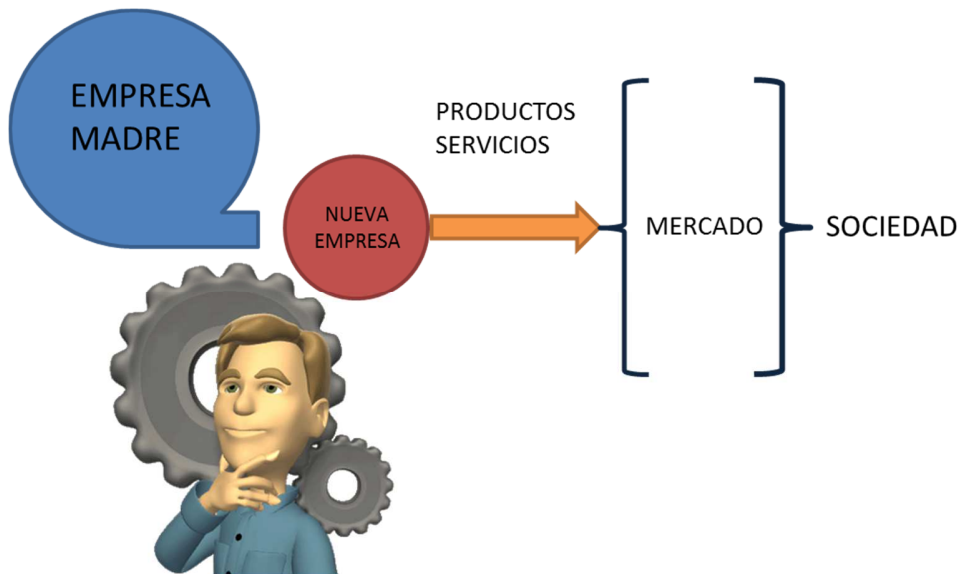 EMPRESA
MADRE
PRODUCTOS
SERVICIOS
NUEVA
EMPRESA
MERCADO
SOCIEDAD